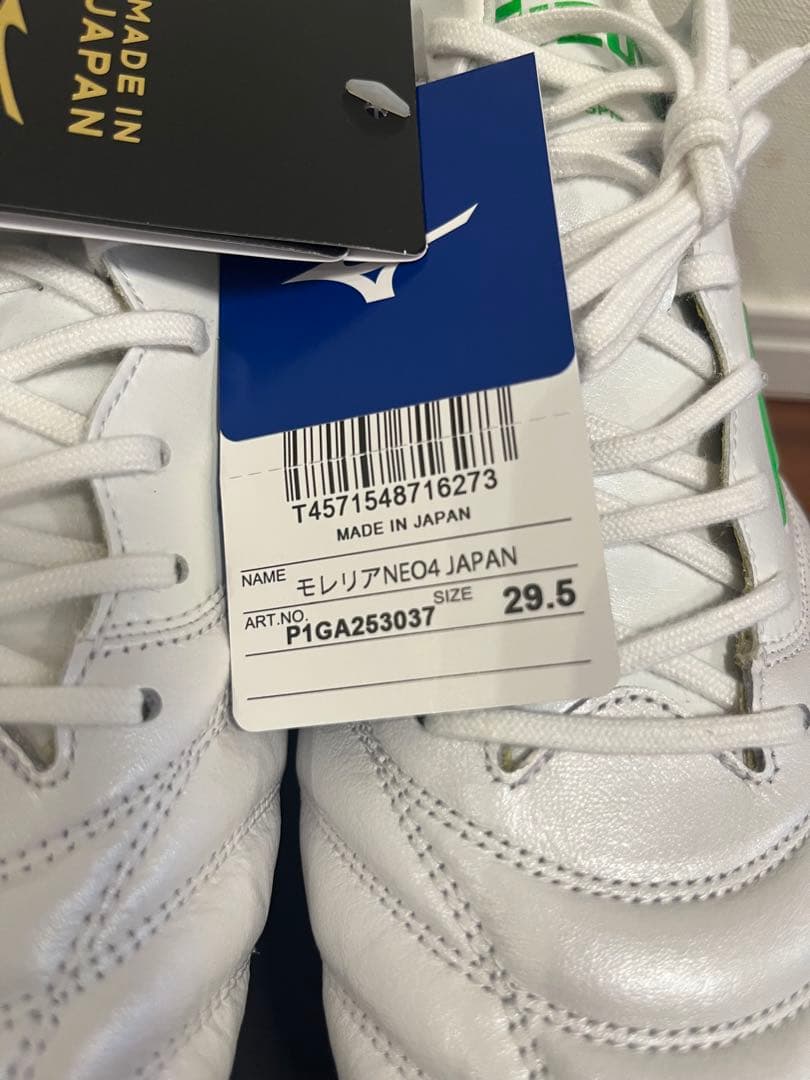 MADE IN
JAPAN
T4571548716273
MADE IN JAPAN
NAME モレリアNEO4 JAPAN
ART.NO. P1GA253037 SIZE 29.5